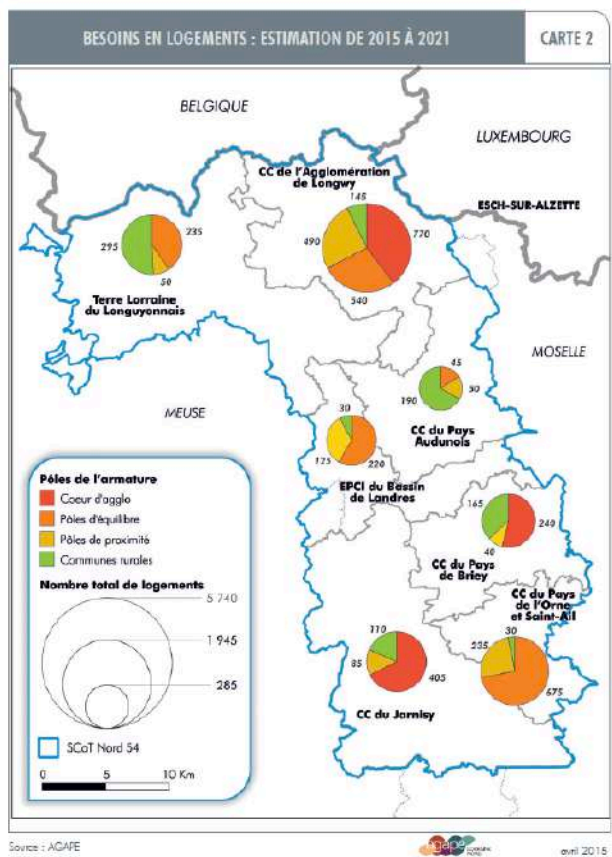 BESOINS EN LOGEMENTS : ESTIMATION DE 2015 À 2021
CARTE 2
BELGIQUE
LUXEMBOURG
CC de l'Agglomération
de Longwy
145
770
490
540
ESCH-SUR-ALZETTE
295
235
50
Terre Lorraine
du Longuyonnais
MOSELLE
MEUSE
45
50
190
CC du Pays
Audunois
30
220
EPCI du Bassin
de Landres
165
240
40
CC du Pays
de Briey
CC du Pays
de l'Orne
et Saint-Ail
30
235
675
110
85
405
CC du Jarnisy
Pôles de l'armature
Coeur d'agglo
Pôles d'équilibre
Pôles de proximité
Communes rurales
Nombre total de logements
5 740
1 945
285
SCoT Nord 54
0 5 10 Km
Source : AGAPE
agape
LORRAINE
NORD
avril 2015